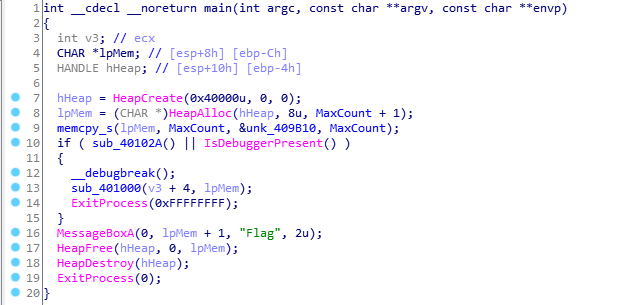 1 int __cdecl __noreturn main(int argc, const char **argv, const char **envp)
2 {
3 int v3; // ecx
4 CHAR *lpMem; // [esp+8h] [ebp-Ch]
5 HANDLE hHeap; // [esp+10h] [ebp-4h]
6
7 hHeap = HeapCreate(0x40000u, 0, 0);
8 lpMem = (CHAR *)HeapAlloc(hHeap, 8u, MaxCount + 1);
9 memcpy_s(lpMem, MaxCount, &unk_409B10, MaxCount);
10 if ( sub_40102A() || IsDebuggerPresent() )
11 {
12 __debugbreak();
13 sub_401000(v3 + 4, lpMem);
14 ExitProcess(0xFFFFFFFF);
15 }
16 MessageBoxA(0, lpMem + 1, "Flag", 2u);
17 HeapFree(hHeap, 0, lpMem);
18 HeapDestroy(hHeap);
19 ExitProcess(0);
20 }